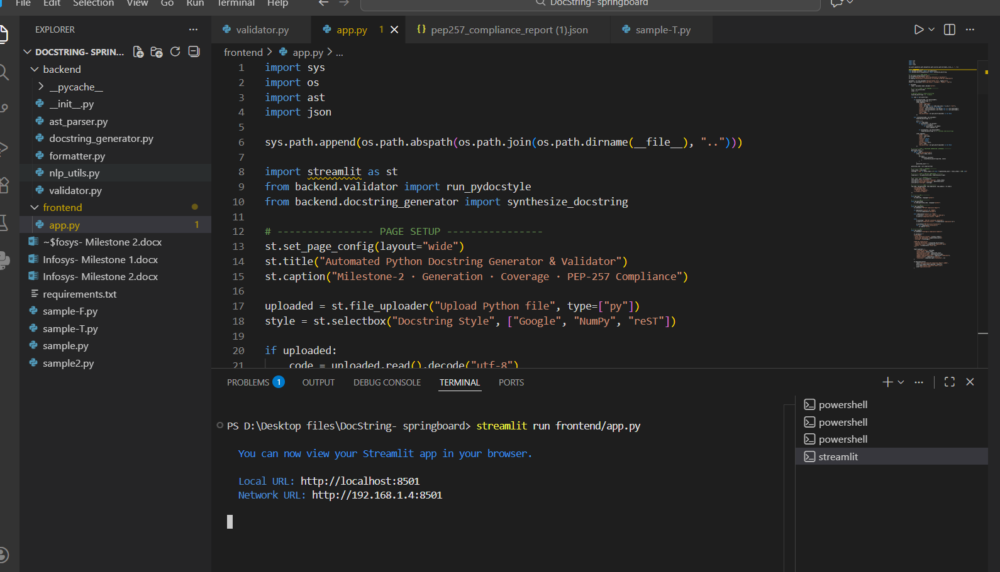 File Edit Selection View Go Run Terminal Help
DocString- springboard
EXPLORER
DOCSTRING- SPRIN...
backend
__pycache__
__init__.py
ast_parser.py
docstring_generator.py
formatter.py
nlp_utils.py
validator.py
frontend
app.py 1
~$fosys- Milestone 2.docx
Infosys- Milestone 1.docx
Infosys- Milestone 2.docx
requirements.txt
sample-F.py
sample-T.py
sample.py
sample2.py
validator.py
app.py 1
pep257_compliance_report (1).json
sample-T.py
frontend > app.py > ...
1 import sys
2 import os
3 import ast
4 import json
5
6 sys.path.append(os.path.abspath(os.path.join(os.path.dirname(__file__), "..")))
7
8 import streamlit as st
9 from backend.validator import run_pydocstyle
10 from backend.docstring_generator import synthesize_docstring
11
12 # ---------------- PAGE SETUP ----------------
13 st.set_page_config(layout="wide")
14 st.title("Automated Python Docstring Generator & Validator")
15 st.caption("Milestone-2 · Generation · Coverage · PEP-257 Compliance")
16
17 uploaded = st.file_uploader("Upload Python file", type=["py"])
18 style = st.selectbox("Docstring Style", ["Google", "NumPy", "reST"])
19
20 if uploaded:
21 code = uploaded.read().decode("utf-8")
PROBLEMS 1 OUTPUT DEBUG CONSOLE TERMINAL PORTS
PS D:\Desktop files\DocString- springboard> streamlit run frontend/app.py
You can now view your Streamlit app in your browser.
Local URL: http://localhost:8501
Network URL: http://192.168.1.4:8501
powershell
powershell
powershell
streamlit